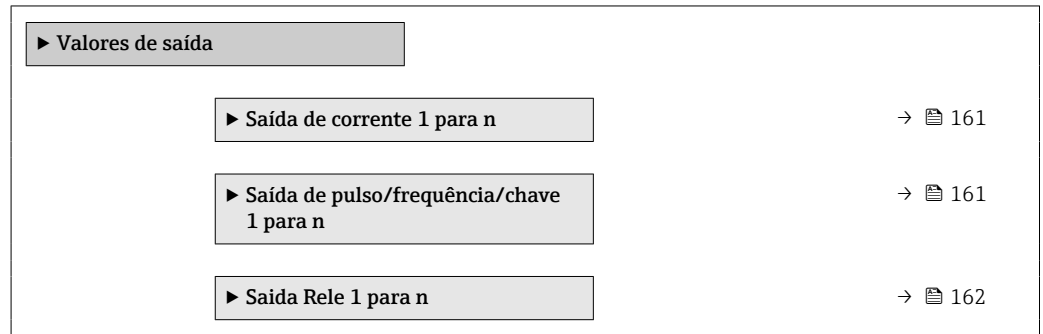 ▶ Valores de saída
▶ Saída de corrente 1 para n → 161
▶ Saída de pulso/frequência/chave → 161
1 para n
▶ Saida Rele 1 para n → 162